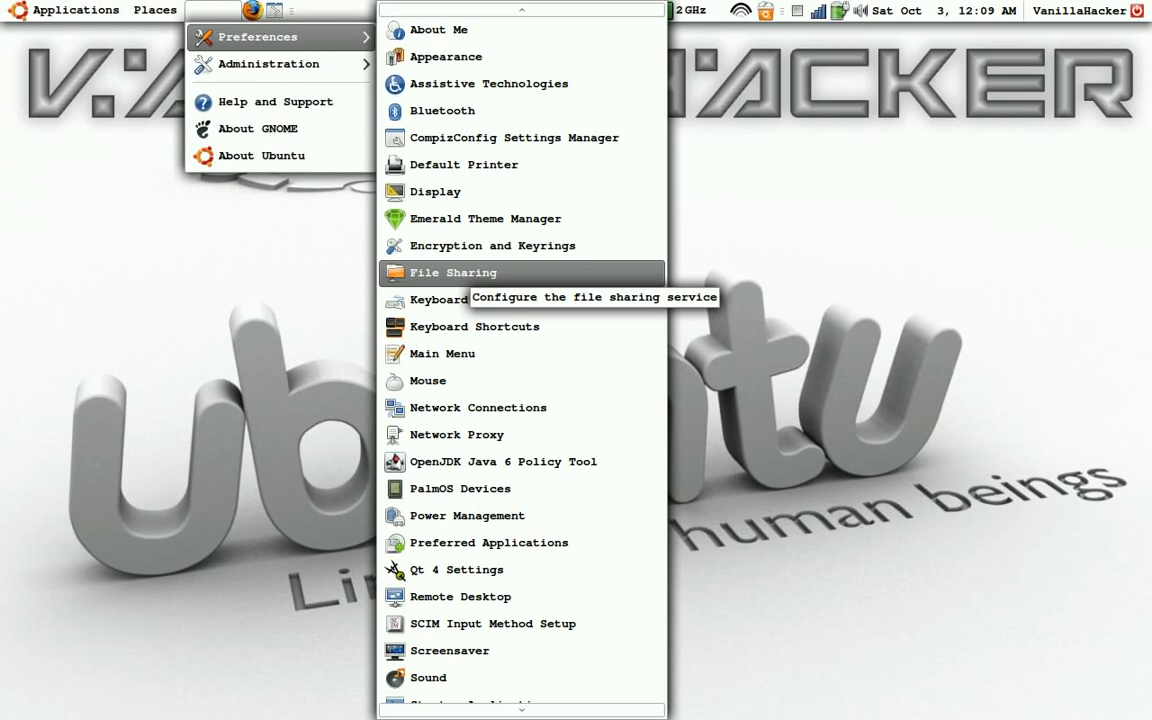 Applications Places
2 GHz
Sat Oct 3, 12:09 AM
VanillaHacker
HACKER
Preferences
Administration
Help and Support
About GNOME
About Ubuntu
About Me
Appearance
Assistive Technologies
Bluetooth
CompizConfig Settings Manager
Default Printer
Display
Emerald Theme Manager
Encryption and Keyrings
File Sharing
Configure the file sharing service
Keyboard
Keyboard Shortcuts
Main Menu
Mouse
Network Connections
Network Proxy
OpenJDK Java 6 Policy Tool
PalmOS Devices
Power Management
Preferred Applications
Qt 4 Settings
Remote Desktop
SCIM Input Method Setup
Screensaver
Sound
ub ntu
Li human beings